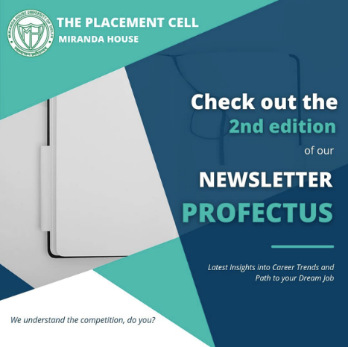 THE PLACEMENT CELL
MIRANDA HOUSE
Check out the
2nd edition
of our
NEWSLETTER
PROFECTUS
Latest Insights into Career Trends and
Path to your Dream Job
We understand the competition, do you?